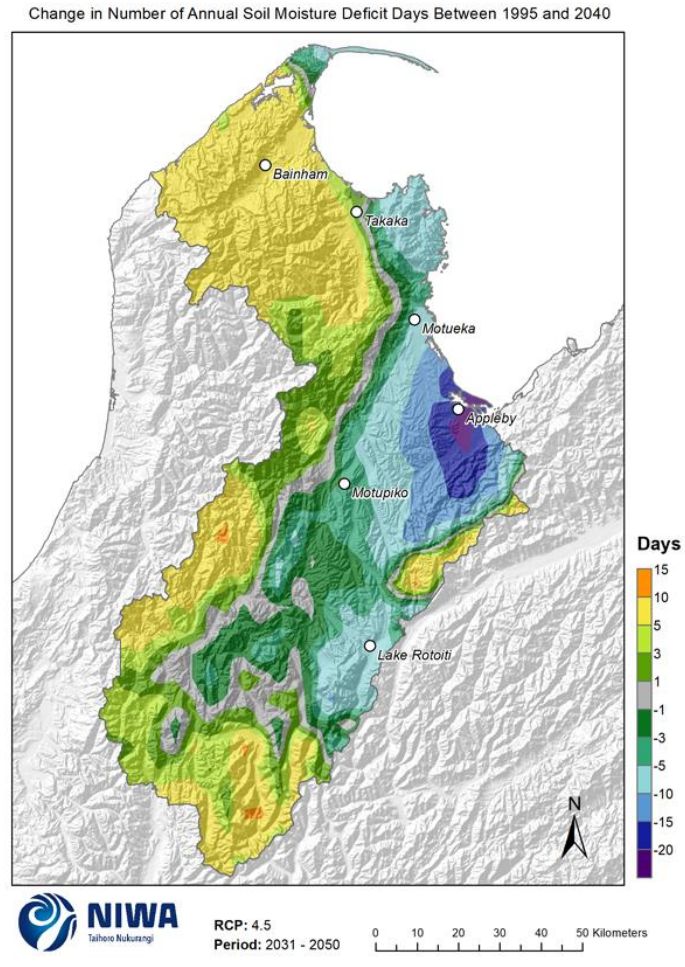 Change in Number of Annual Soil Moisture Deficit Days Between 1995 and 2040
Bainham
Takaka
Motueka
Appleby
Motupiko
Lake Rotoiti
Days
15
10
5
3
1
-1
-3
-5
-10
-15
-20
N
NIWA
Taihoro Nukurangi
RCP: 4.5
Period: 2031 - 2050
0 10 20 30 40 50 Kilometers